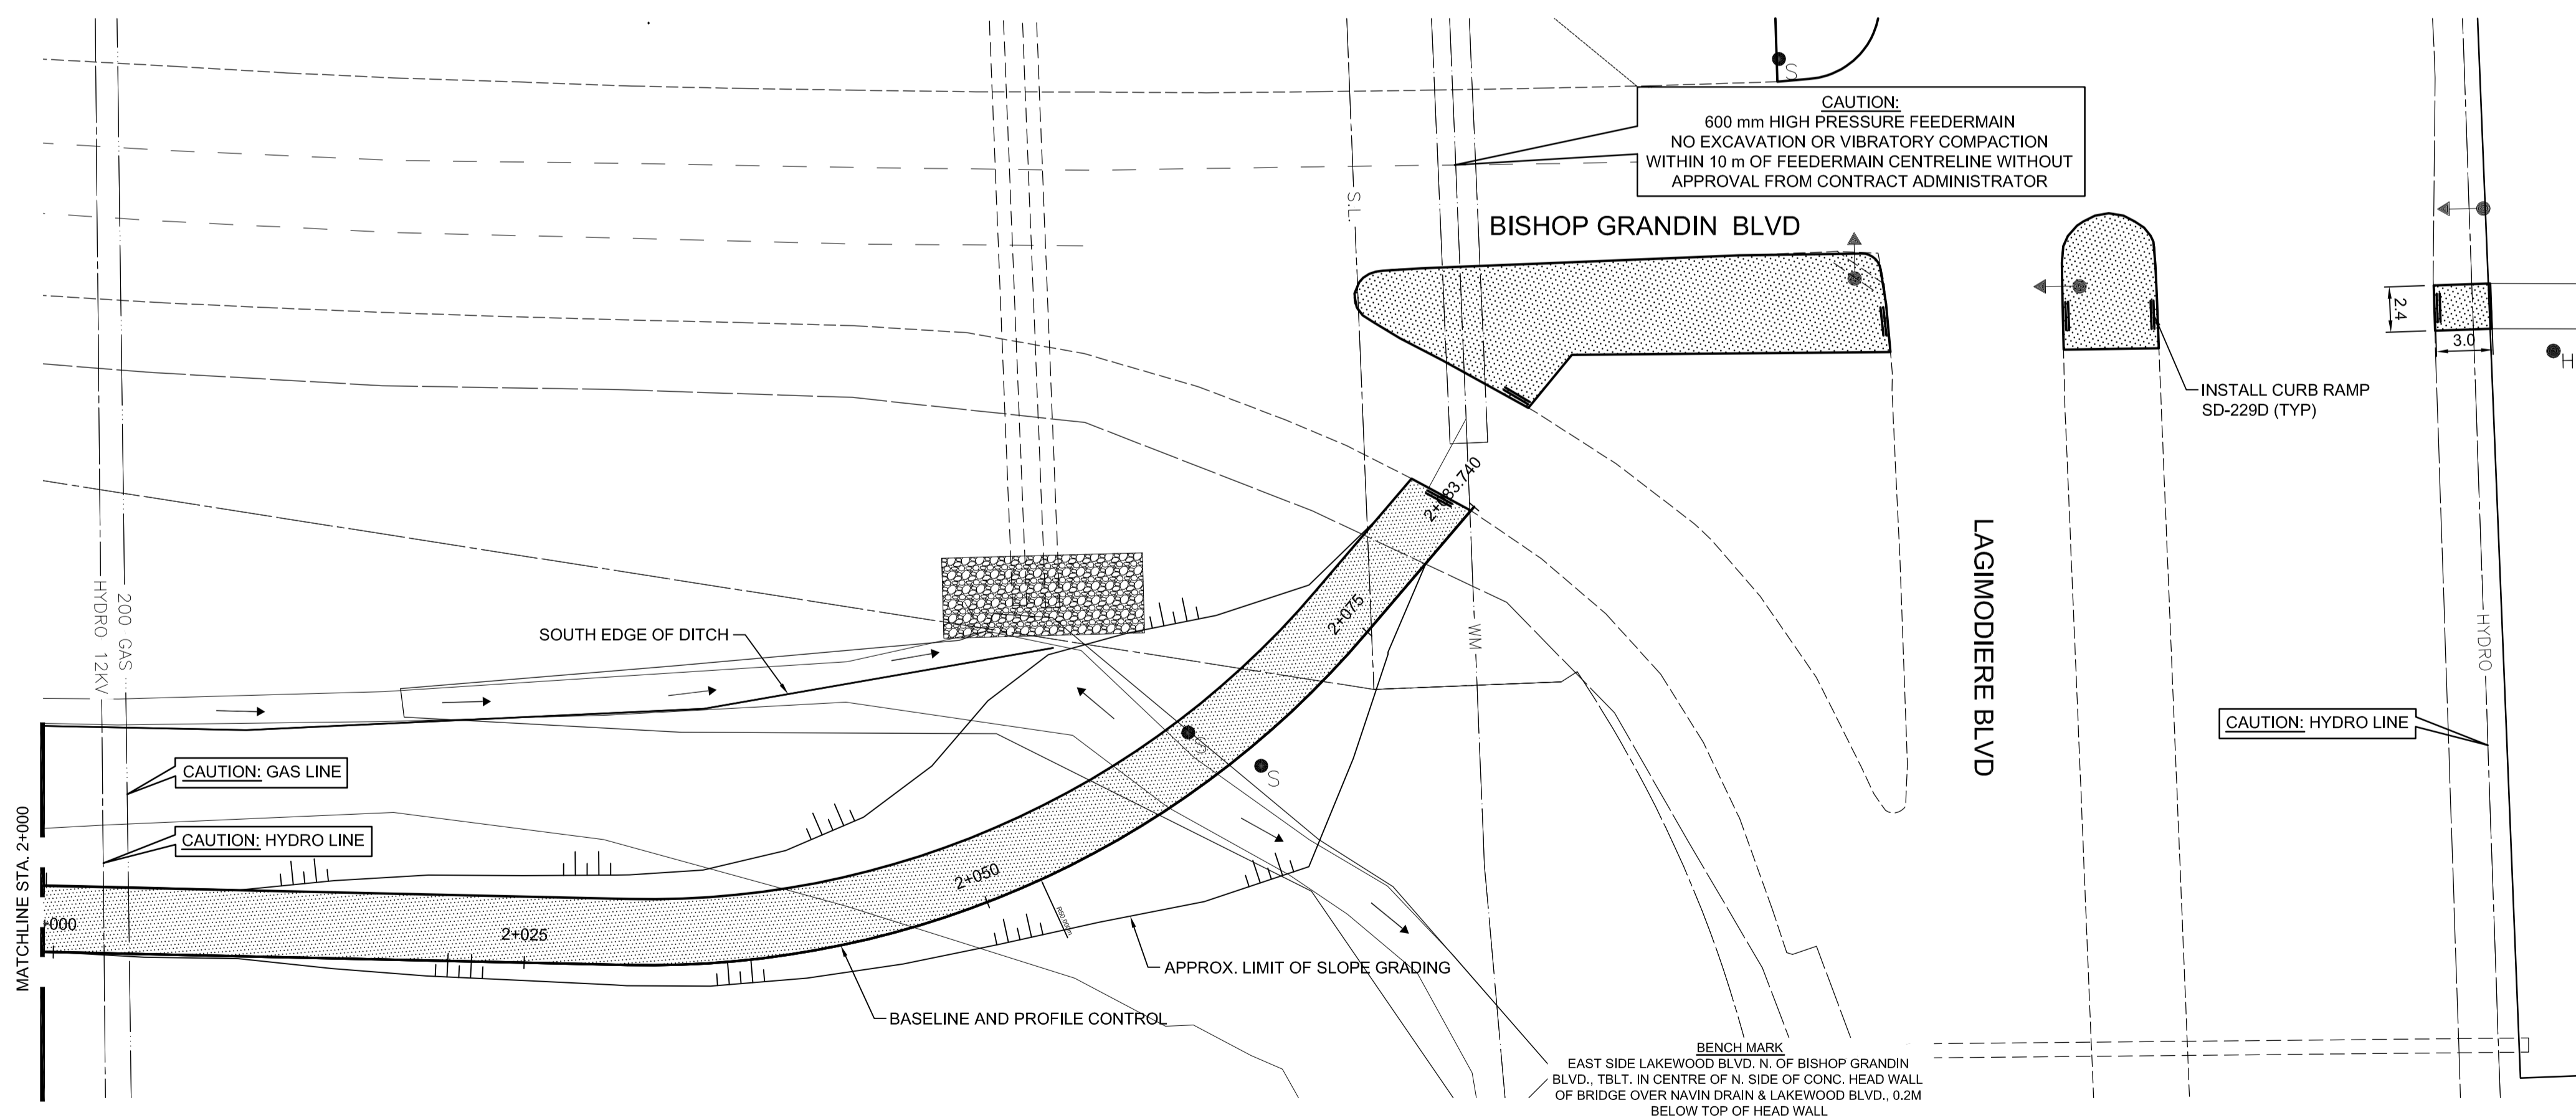 S
CAUTION:
600 mm HIGH PRESSURE FEEDERMAIN
NO EXCAVATION OR VIBRATORY COMPACTION
WITHIN 10 m OF FEEDERMAIN CENTRELINE WITHOUT
APPROVAL FROM CONTRACT ADMINISTRATOR
S.L.
BISHOP GRANDIN BLVD
2.4
3.0
H
INSTALL CURB RAMP
SD-229D (TYP)
LAGIMODIERE BLVD
HYDRO
CAUTION: HYDRO LINE
HYDRO 12KV
200 GAS
SOUTH EDGE OF DITCH
2+075
WM
S
S
CAUTION: GAS LINE
CAUTION: HYDRO LINE
MATCHLINE STA. 2+000
+000
2+025
2+050
APPROX. LIMIT OF SLOPE GRADING
BASELINE AND PROFILE CONTROL
BENCH MARK
EAST SIDE LAKEWOOD BLVD. N. OF BISHOP GRANDIN
BLVD., TBLT. IN CENTRE OF N. SIDE OF CONC. HEAD WALL
OF BRIDGE OVER NAVIN DRAIN & LAKEWOOD BLVD., 0.2M
BELOW TOP OF HEAD WALL